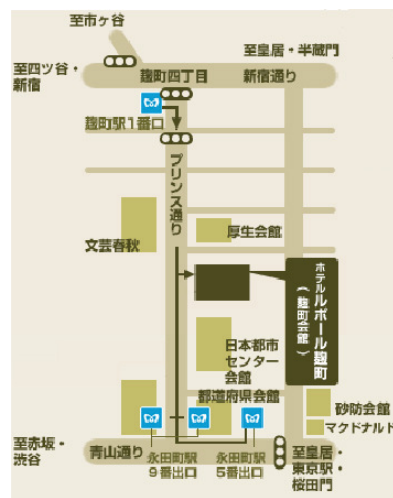 至市ヶ谷
至皇居・半蔵門
至四ツ谷・
新宿
麹町四丁目
新宿通り
麹町駅1番口
プリンス通り
文芸春秋
厚生会館
ホテルルポール麹町
(麹町会館)
日本都市
センター
会館
都道府県会館
砂防会館
マクドナルド
至赤坂・
渋谷
青山通り
永田町駅
9番出口
永田町駅
5番出口
至皇居・
東京駅・
桜田門